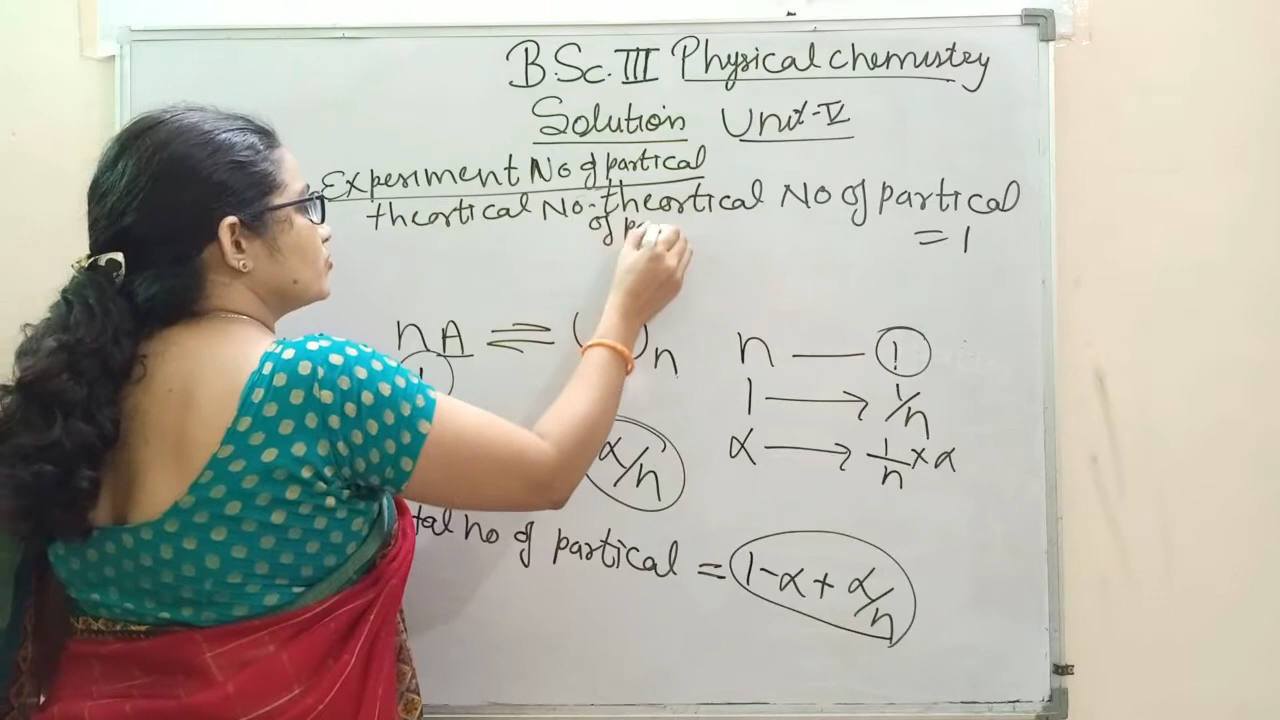 B.Sc. III Physical chemistry
Solution Unit-V
Experiment No of partical
theortical No. theortical No of partical
of p
= 1
nA ⇌ ( )n
n — 1
1 → 1/n
α → 1/n × α
α/n
tal no of partical = 1-α + α/n